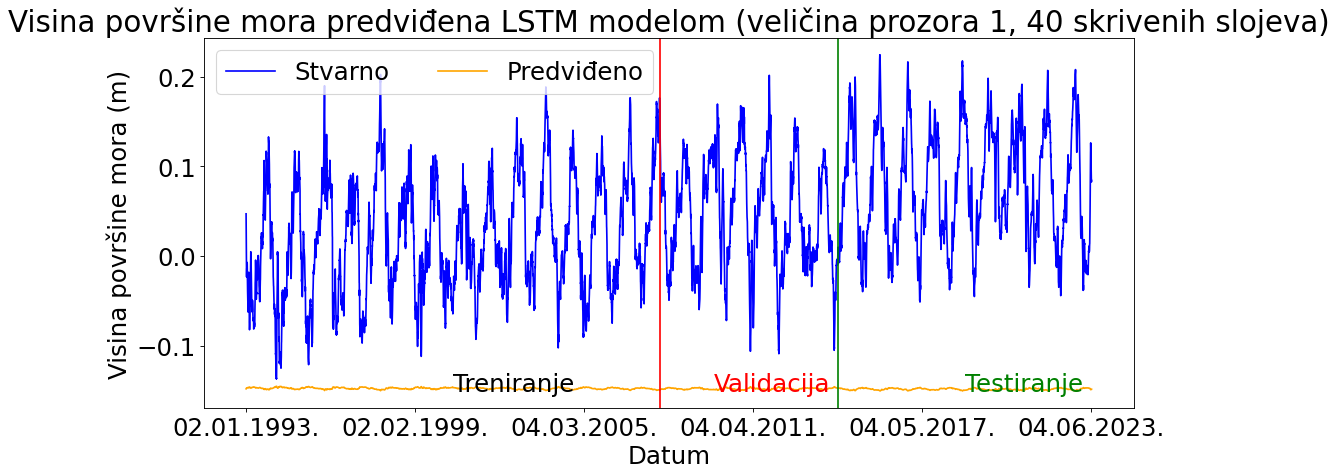 Visina površine mora predviđena LSTM modelom (veličina prozora 1, 40 skrivenih slojeva)
Stvarno Predviđeno
Visina površine mora (m)
0.2
0.1
0.0
−0.1
Treniranje Validacija Testiranje
02.01.1993. 02.02.1999. 04.03.2005. 04.04.2011. 04.05.2017. 04.06.2023.
Datum